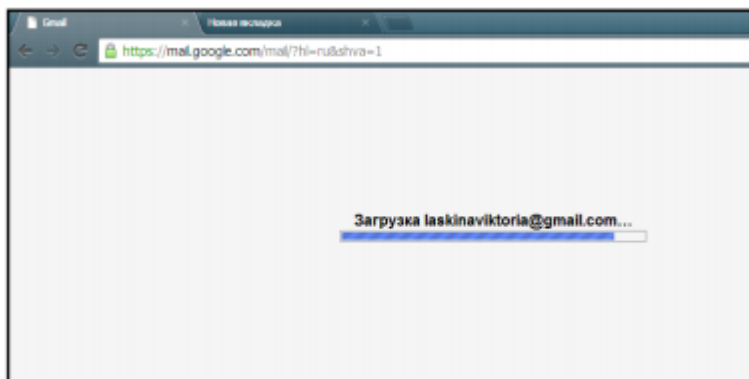 Gmail
Новая вкладка
https://mail.google.com/mail/?hl=ru&shva=1
Загрузка laskinaviktoria@gmail.com...